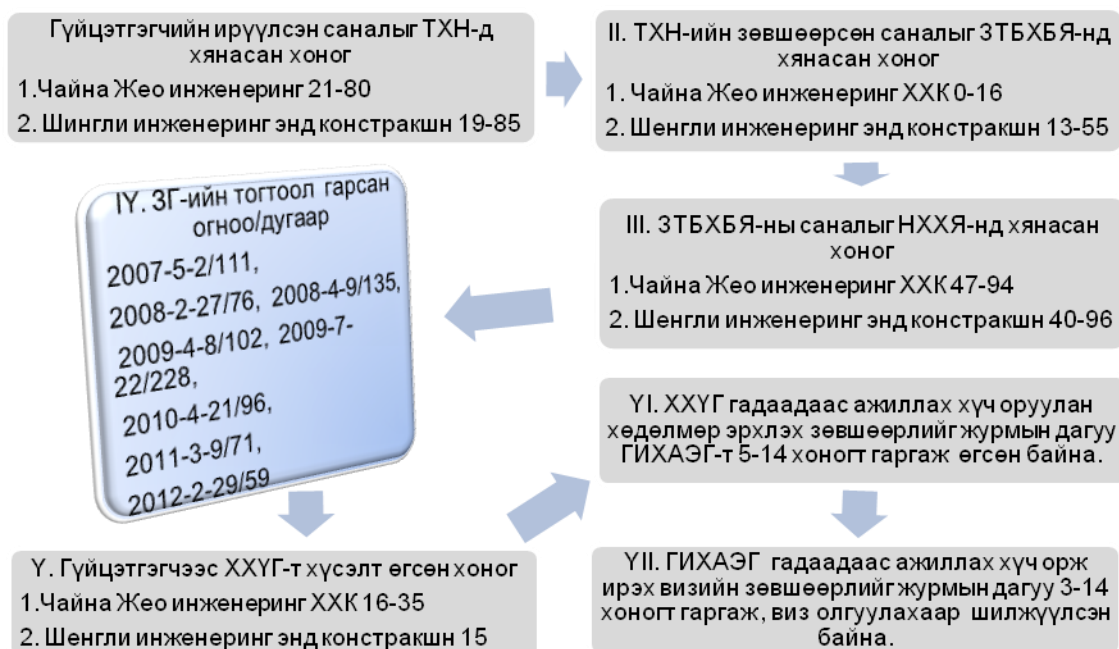 Гүйцэтгэгчийн ирүүлсэн саналыг ТХН-д
хянасан хоног
1.Чайна Жео инженеринг 21-80
2. Шингли инженеринг энд констракшн 19-85
II. ТХН-ийн зөвшөөрсөн саналыг ЗТБХБЯ-нд
хянасан хоног
1. Чайна Жео инженеринг ХХК 0-16
2. Шенгли инженеринг энд констракшн 13-55
III. ЗТБХБЯ-ны саналыг НХХЯ-нд хянасан
хоног
1.Чайна Жео инженеринг ХХК 47-94
2. Шенгли инженеринг энд констракшн 40-96
IY. ЗГ-ийн тогтоол гарсан
огноо/дугаар
2007-5-2/111,
2008-2-27/76, 2008-4-9/135,
2009-4-8/102, 2009-7-
22/228,
2010-4-21/96,
2011-3-9/71,
2012-2-29/59
Y. Гүйцэтгэгчээс ХХҮГ-т хүсэлт өгсөн хоног
1.Чайна Жео инженеринг ХХК 16-35
2. Шенгли инженеринг энд констракшн 15
YI. ХХҮГ гадаадаас ажиллах хүч оруулан
хөдөлмөр эрхлэх зөвшөөрлийг журмын дагуу
ГИХАЭГ-т 5-14 хоногт гаргаж өгсөн байна.
YII. ГИХАЭГ гадаадаас ажиллах хүч орж
ирэх визийн зөвшөөрлийг журмын дагуу 3-14
хоногт гаргаж, виз олгуулахаар шилжүүлсэн
байна.